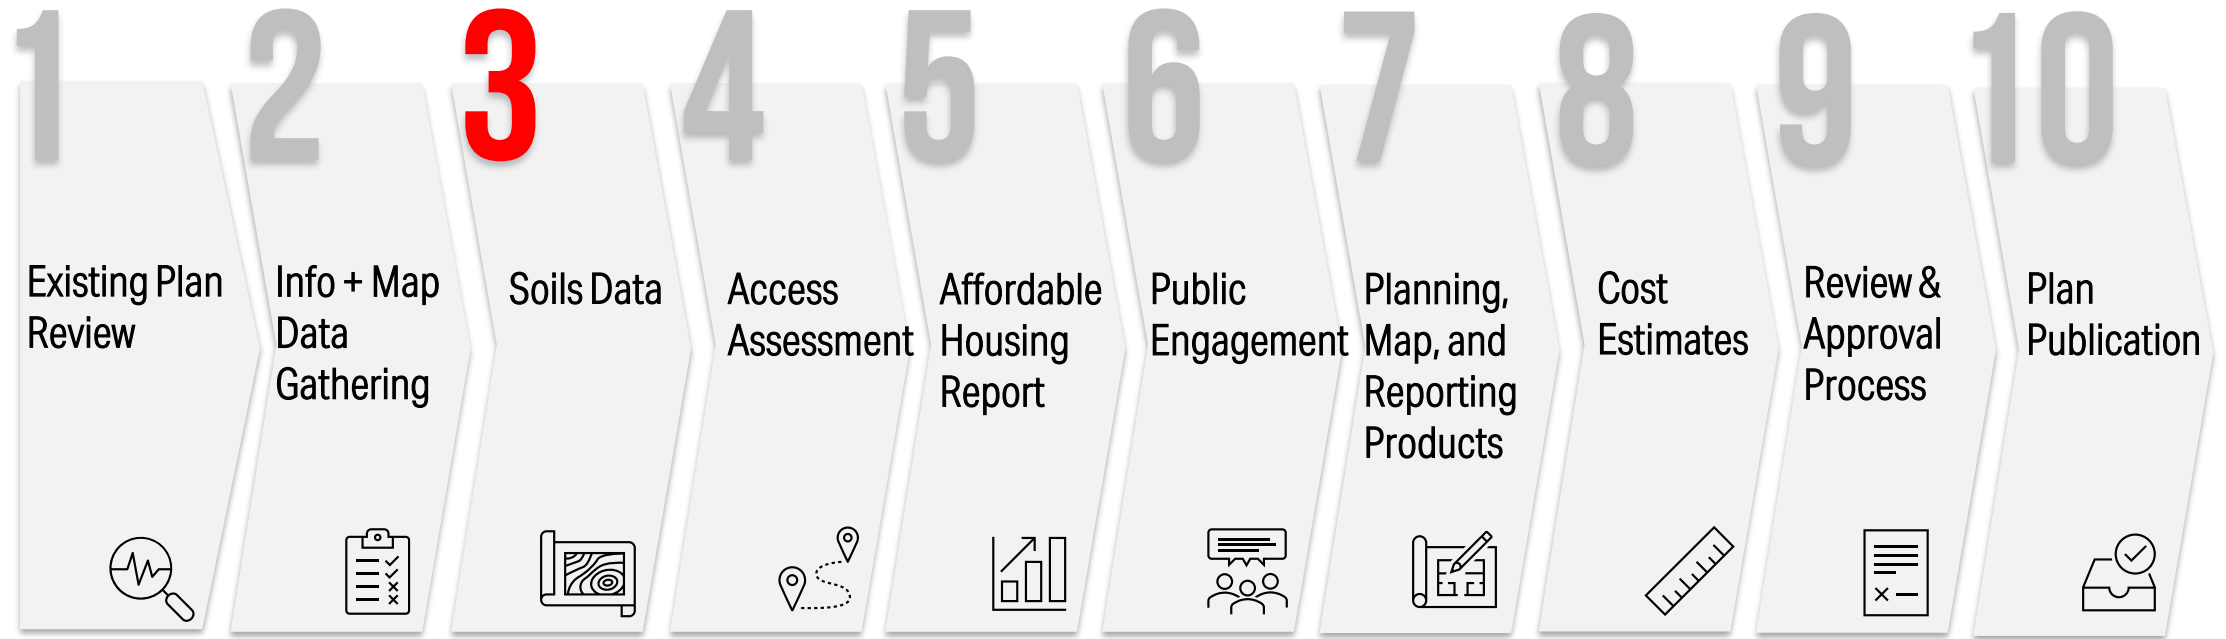 1
Existing Plan
Review
2
Info + Map
Data
Gathering
3
Soils Data
4
Access
Assessment
5
Affordable
Housing
Report
6
Public
Engagement
7
Planning,
Map, and
Reporting
Products
8
Cost
Estimates
9
Review &
Approval
Process
10
Plan
Publication